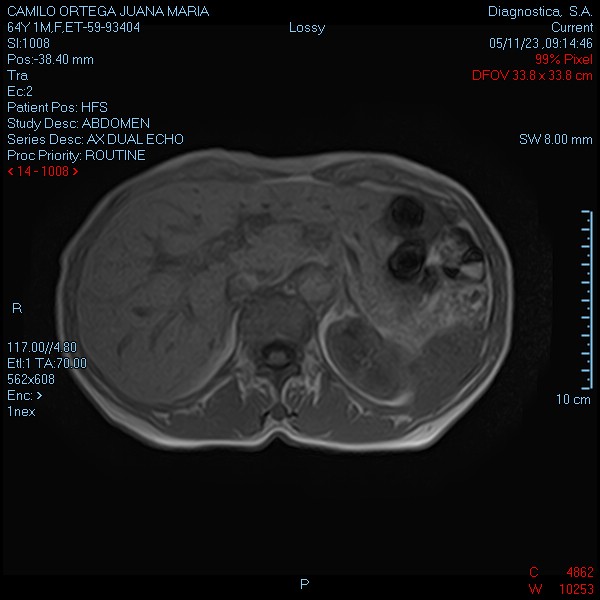 CAMILO ORTEGA JUANA MARIA
64Y 1M,F,ET-59-93404
SI:1008
Pos:-38.40 mm
Tra
Ec:2
Patient Pos: HFS
Study Desc: ABDOMEN
Series Desc: AX DUAL ECHO
Proc Priority: ROUTINE
< 14 - 1008 >
Lossy
Diagnostica, S.A.
Current
05/11/23 ,09:14:46
99% Pixel
DFOV 33.8 x 33.8 cm
SW 8.00 mm
R
117.00//4.80
Etl:1 TA:70.00
562x608
Enc: >
1nex
10 cm
P
C 4862
W 10253